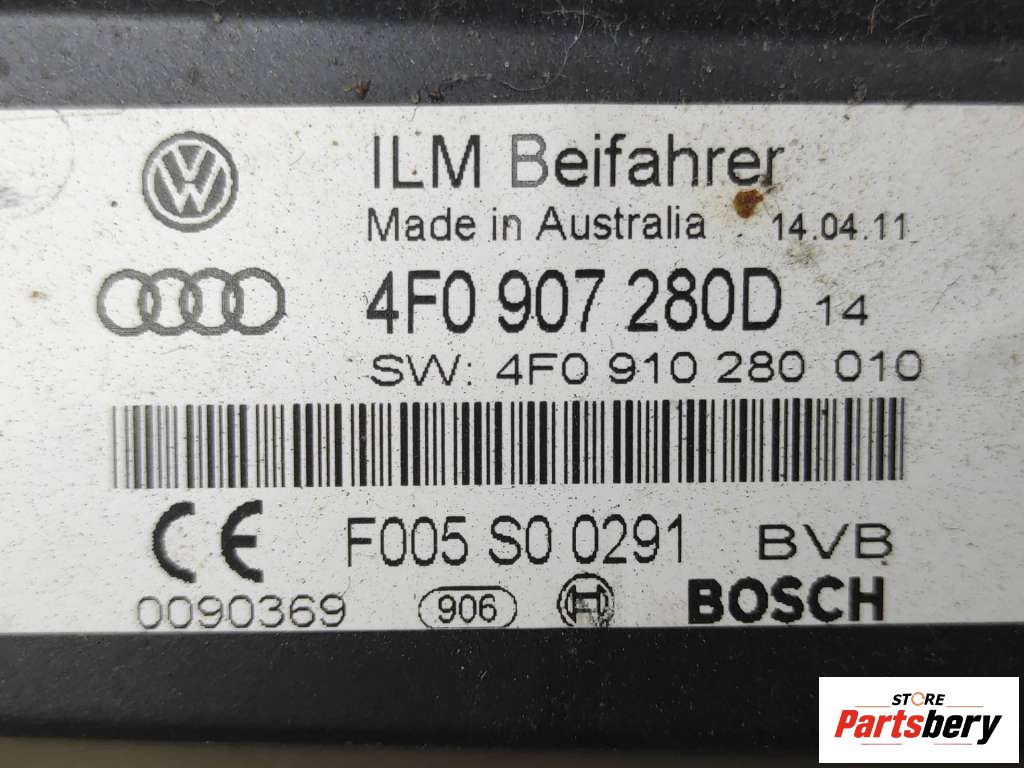 ILM Beifahrer
Made in Australia 14.04.11
4F0 907 280D 14
SW: 4F0 910 280 010
CE F005 S0 0291 BVB
0090369 906 BOSCH
STORE
Partsbery